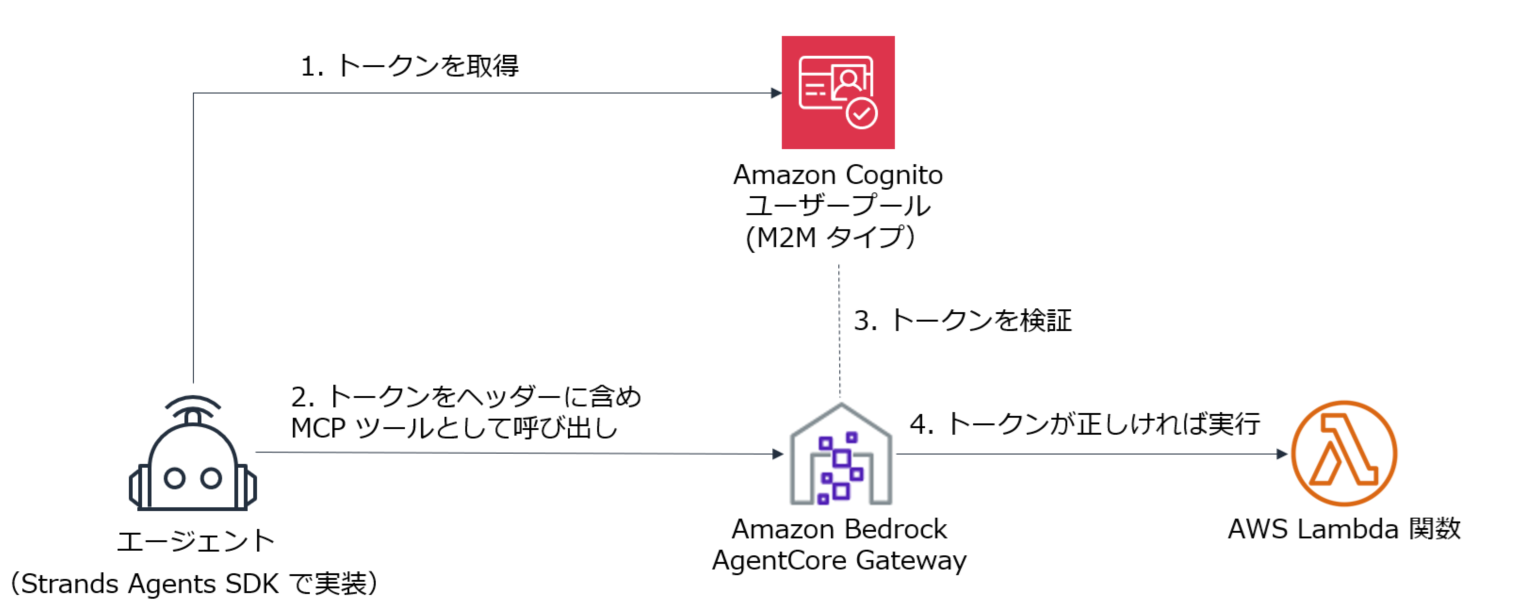 1. トークンを取得
Amazon Cognito
ユーザープール
(M2M タイプ）
3. トークンを検証
2. トークンをヘッダーに含め
MCP ツールとして呼び出し
4. トークンが正しければ実行
エージェント
（Strands Agents SDK で実装）
Amazon Bedrock
AgentCore Gateway
AWS Lambda 関数